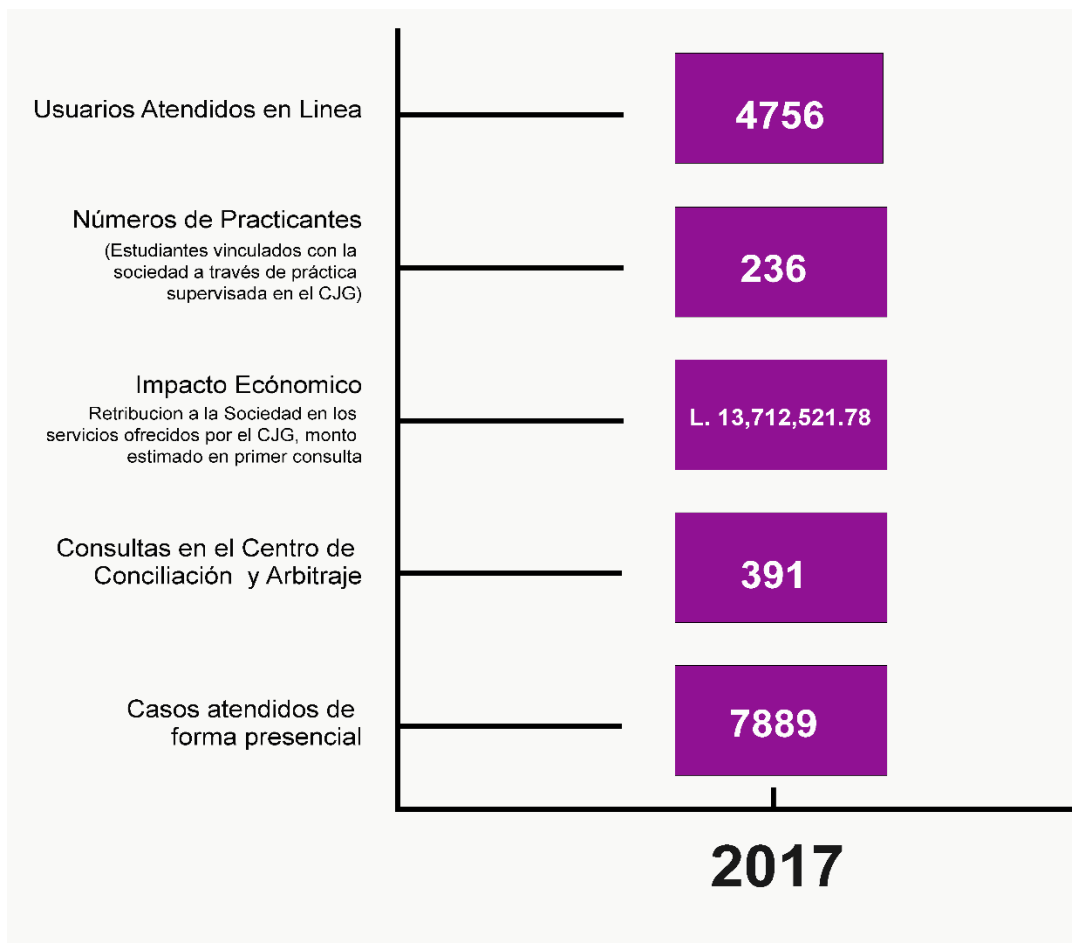 Usuarios Atendidos en Linea
4756
Números de Practicantes
(Estudiantes vinculados con la
sociedad a través de práctica
supervisada en el CJG)
236
Impacto Ecónomico
Retribucion a la Sociedad en los
servicios ofrecidos por el CJG, monto
estimado en primer consulta
L. 13,712,521.78
Consultas en el Centro de
Conciliación y Arbitraje
391
Casos atendidos de
forma presencial
7889
2017